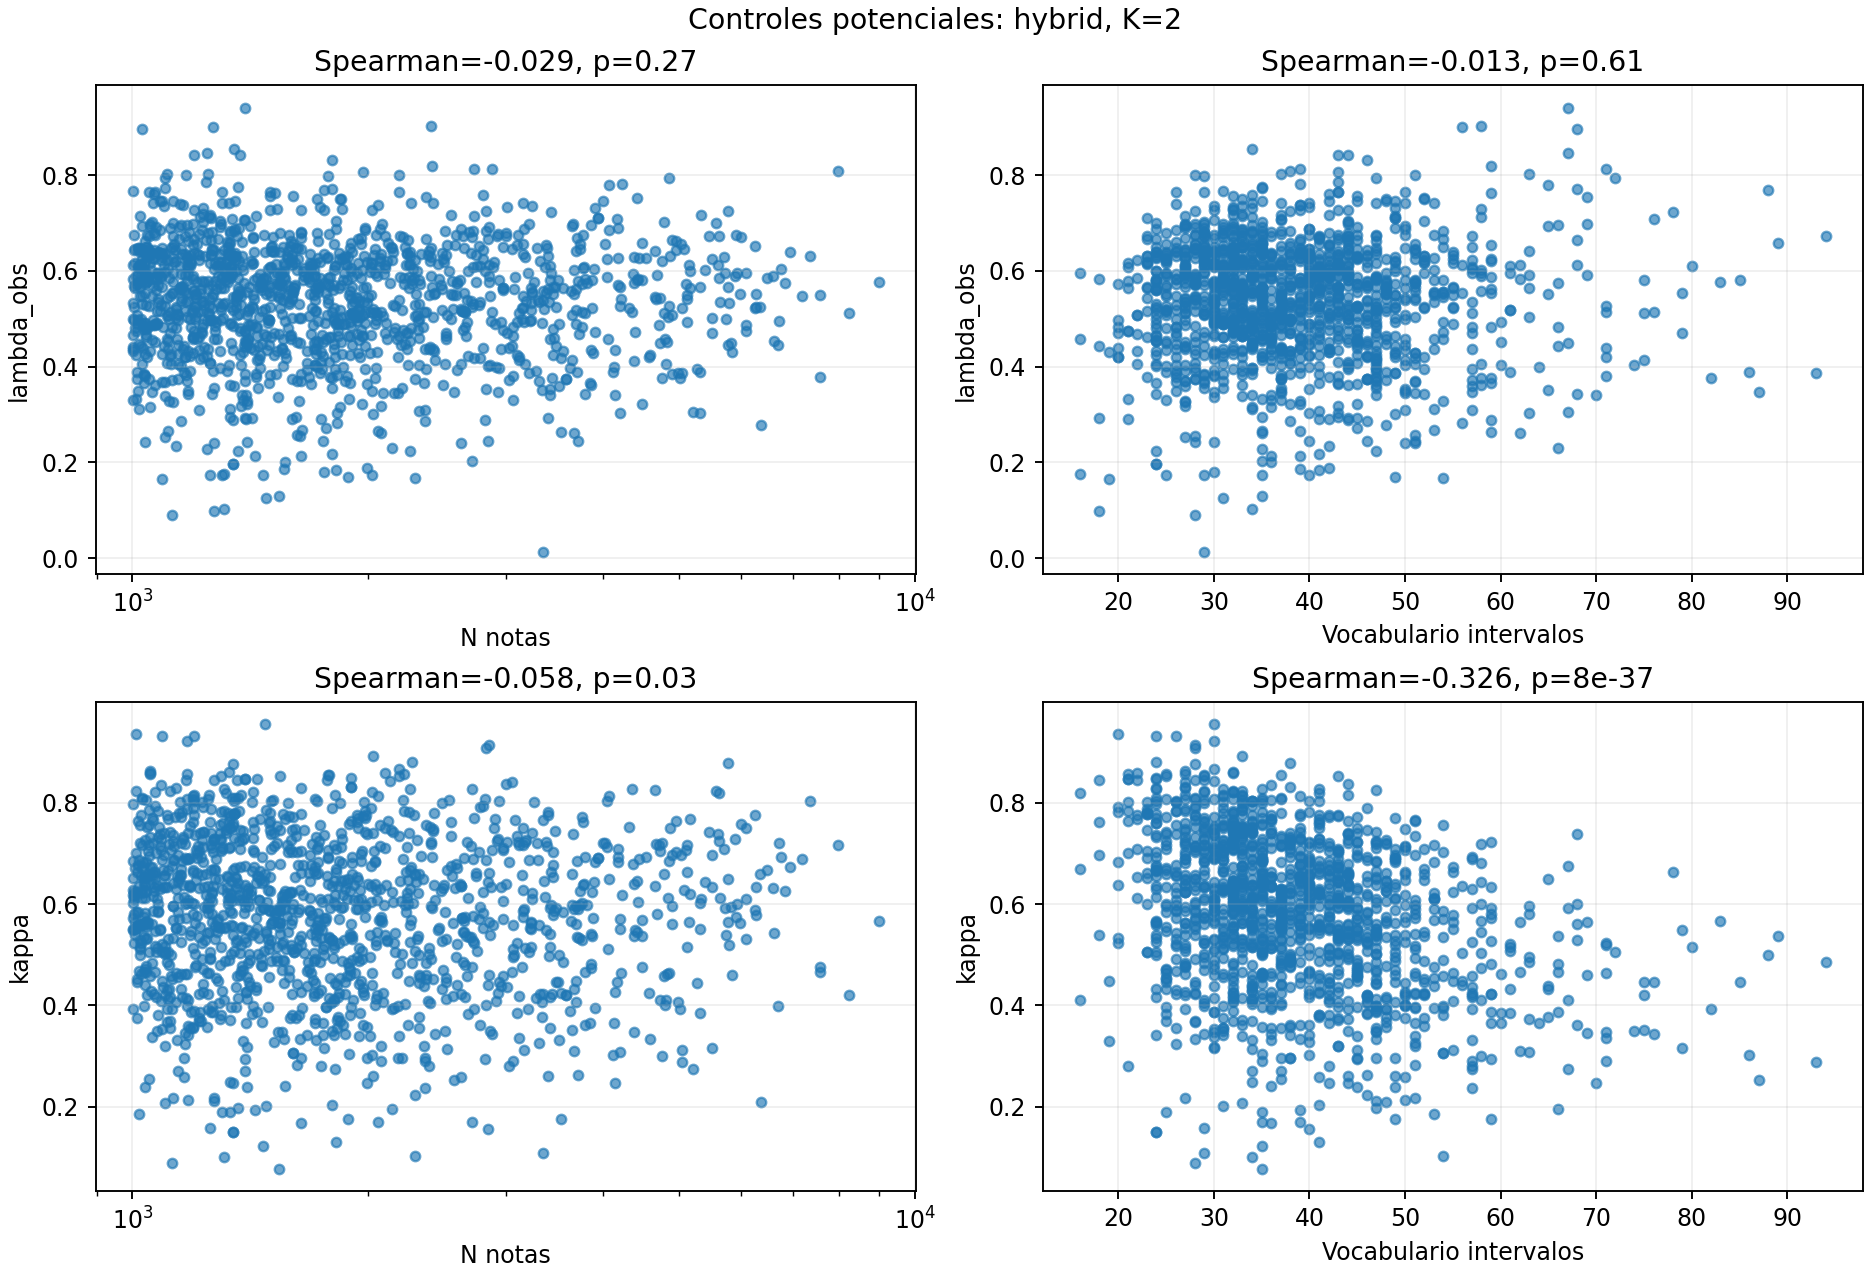 Controles potenciales: hybrid, K=2
Spearman=-0.029, p=0.27
lambda_obs
0.8
0.6
0.4
0.2
0.0
10³
10⁴
N notas
Spearman=-0.013, p=0.61
lambda_obs
0.8
0.6
0.4
0.2
0.0
20 30 40 50 60 70 80 90
Vocabulario intervalos
Spearman=-0.058, p=0.03
kappa
0.8
0.6
0.4
0.2
10³
10⁴
N notas
Spearman=-0.326, p=8e-37
kappa
0.8
0.6
0.4
0.2
20 30 40 50 60 70 80 90
Vocabulario intervalos